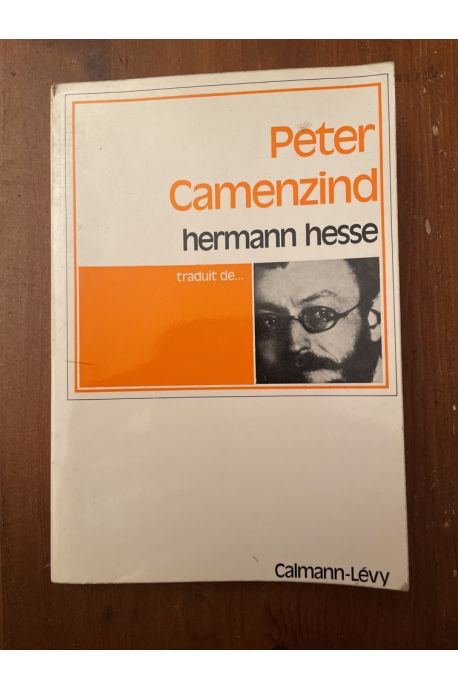 Peter
Camenzind
hermann hesse
traduit de...
Calmann-Lévy